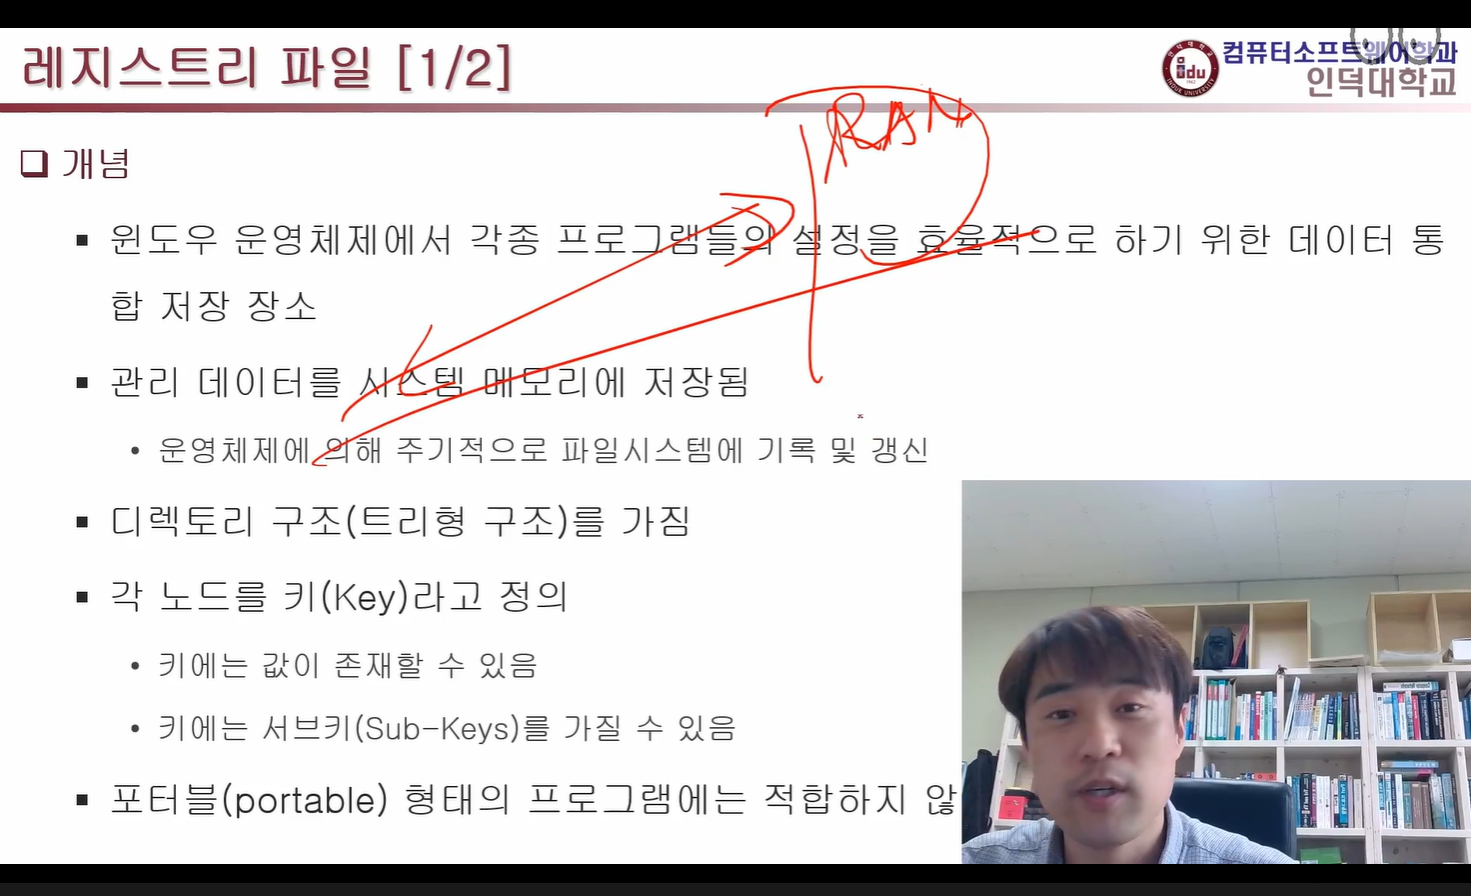 레지스트리 파일 [1/2]
컴퓨터소프트웨어학과
인덕대학교
RAM
개념
윈도우 운영체제에서 각종 프로그램들의 설정을 효율적으로 하기 위한 데이터 통
합 저장 장소
관리 데이터를 시스템 메모리에 저장됨
운영체제에 의해 주기적으로 파일시스템에 기록 및 갱신
디렉토리 구조(트리형 구조)를 가짐
각 노드를 키(Key)라고 정의
키에는 값이 존재할 수 있음
키에는 서브키(Sub-Keys)를 가질 수 있음
포터블(portable) 형태의 프로그램에는 적합하지 않